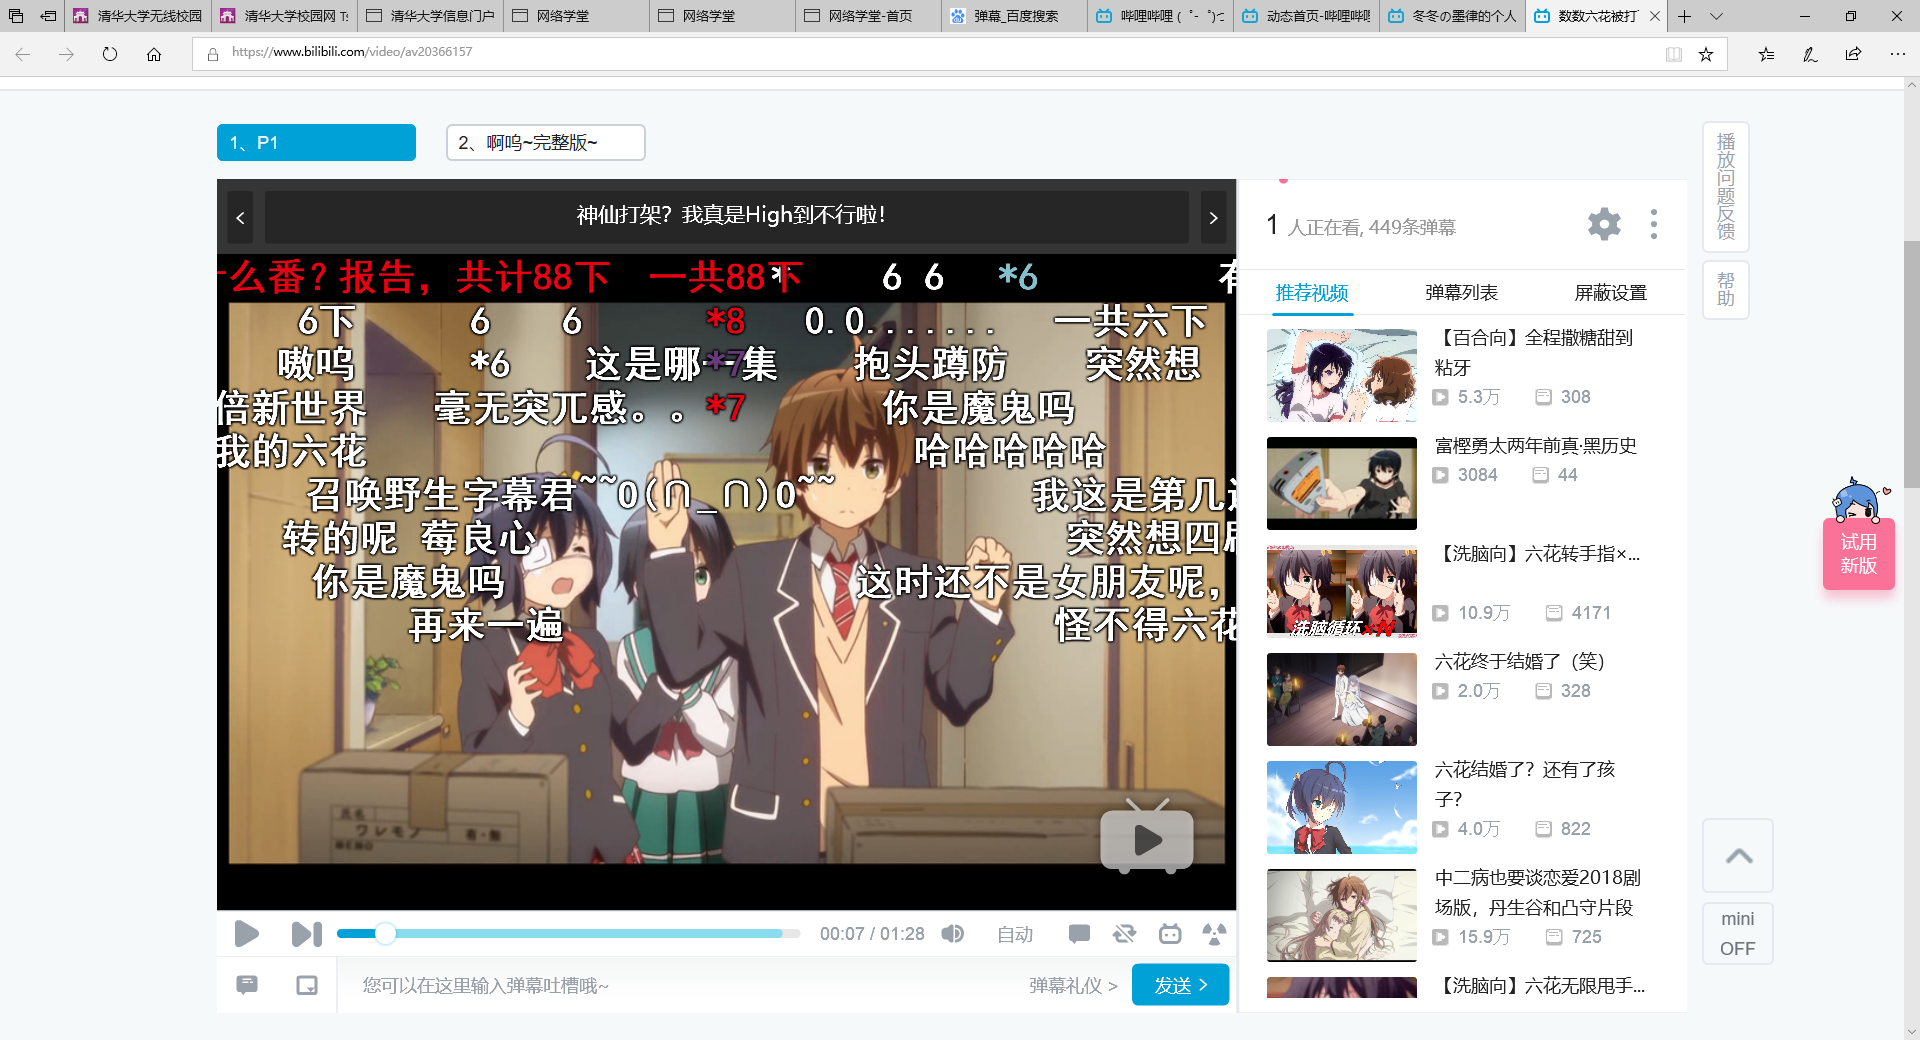 清华大学无线校园
清华大学校园网 Ts
清华大学信息门户
网络学堂
网络学堂
网络学堂-首页
弹幕_百度搜索
哔哩哔哩 ( ゜- ゜)つ
动态首页-哔哩哔哩
冬冬の墨律的个人
数数六花被打了
https://www.bilibili.com/video/av20366157
1、P1
2、啊呜~完整版~
神仙打架？我真是High到不行啦！
什么番？报告，共计88下
一共88下
*
6 6
*6
有
6下
6
6
*8
0.0.......
一共六下
嗷呜
*6
这是哪一集
*7
抱头蹲防
突然想
倍新世界
毫无突兀感。。
*7
你是魔鬼吗
我的六花
哈哈哈哈哈
召唤野生字幕君~~0(∩_∩)0~~
我这是第几遍
转的呢
莓良心
突然想四刷
你是魔鬼吗
这时还不是女朋友呢，
再来一遍
怪不得六花
氏名
ワレモノ
有・無
MEMO
00:07 / 01:28
自动
您可以在这里输入弹幕吐槽哦~
弹幕礼仪 >
发送 >
1 人正在看, 449条弹幕
推荐视频
弹幕列表
屏蔽设置
【百合向】全程撒糖甜到
粘牙
5.3万
308
富樫勇太两年前真·黑历史
3084
44
【洗脑向】六花转手指×...
洗脑循环×N
10.9万
4171
六花终于结婚了（笑）
2.0万
328
六花结婚了？还有了孩
子？
4.0万
822
中二病也要谈恋爱2018剧
场版，丹生谷和凸守片段
15.9万
725
【洗脑向】六花无限甩手...
播放问题反馈
帮助
试用
新版
mini
OFF